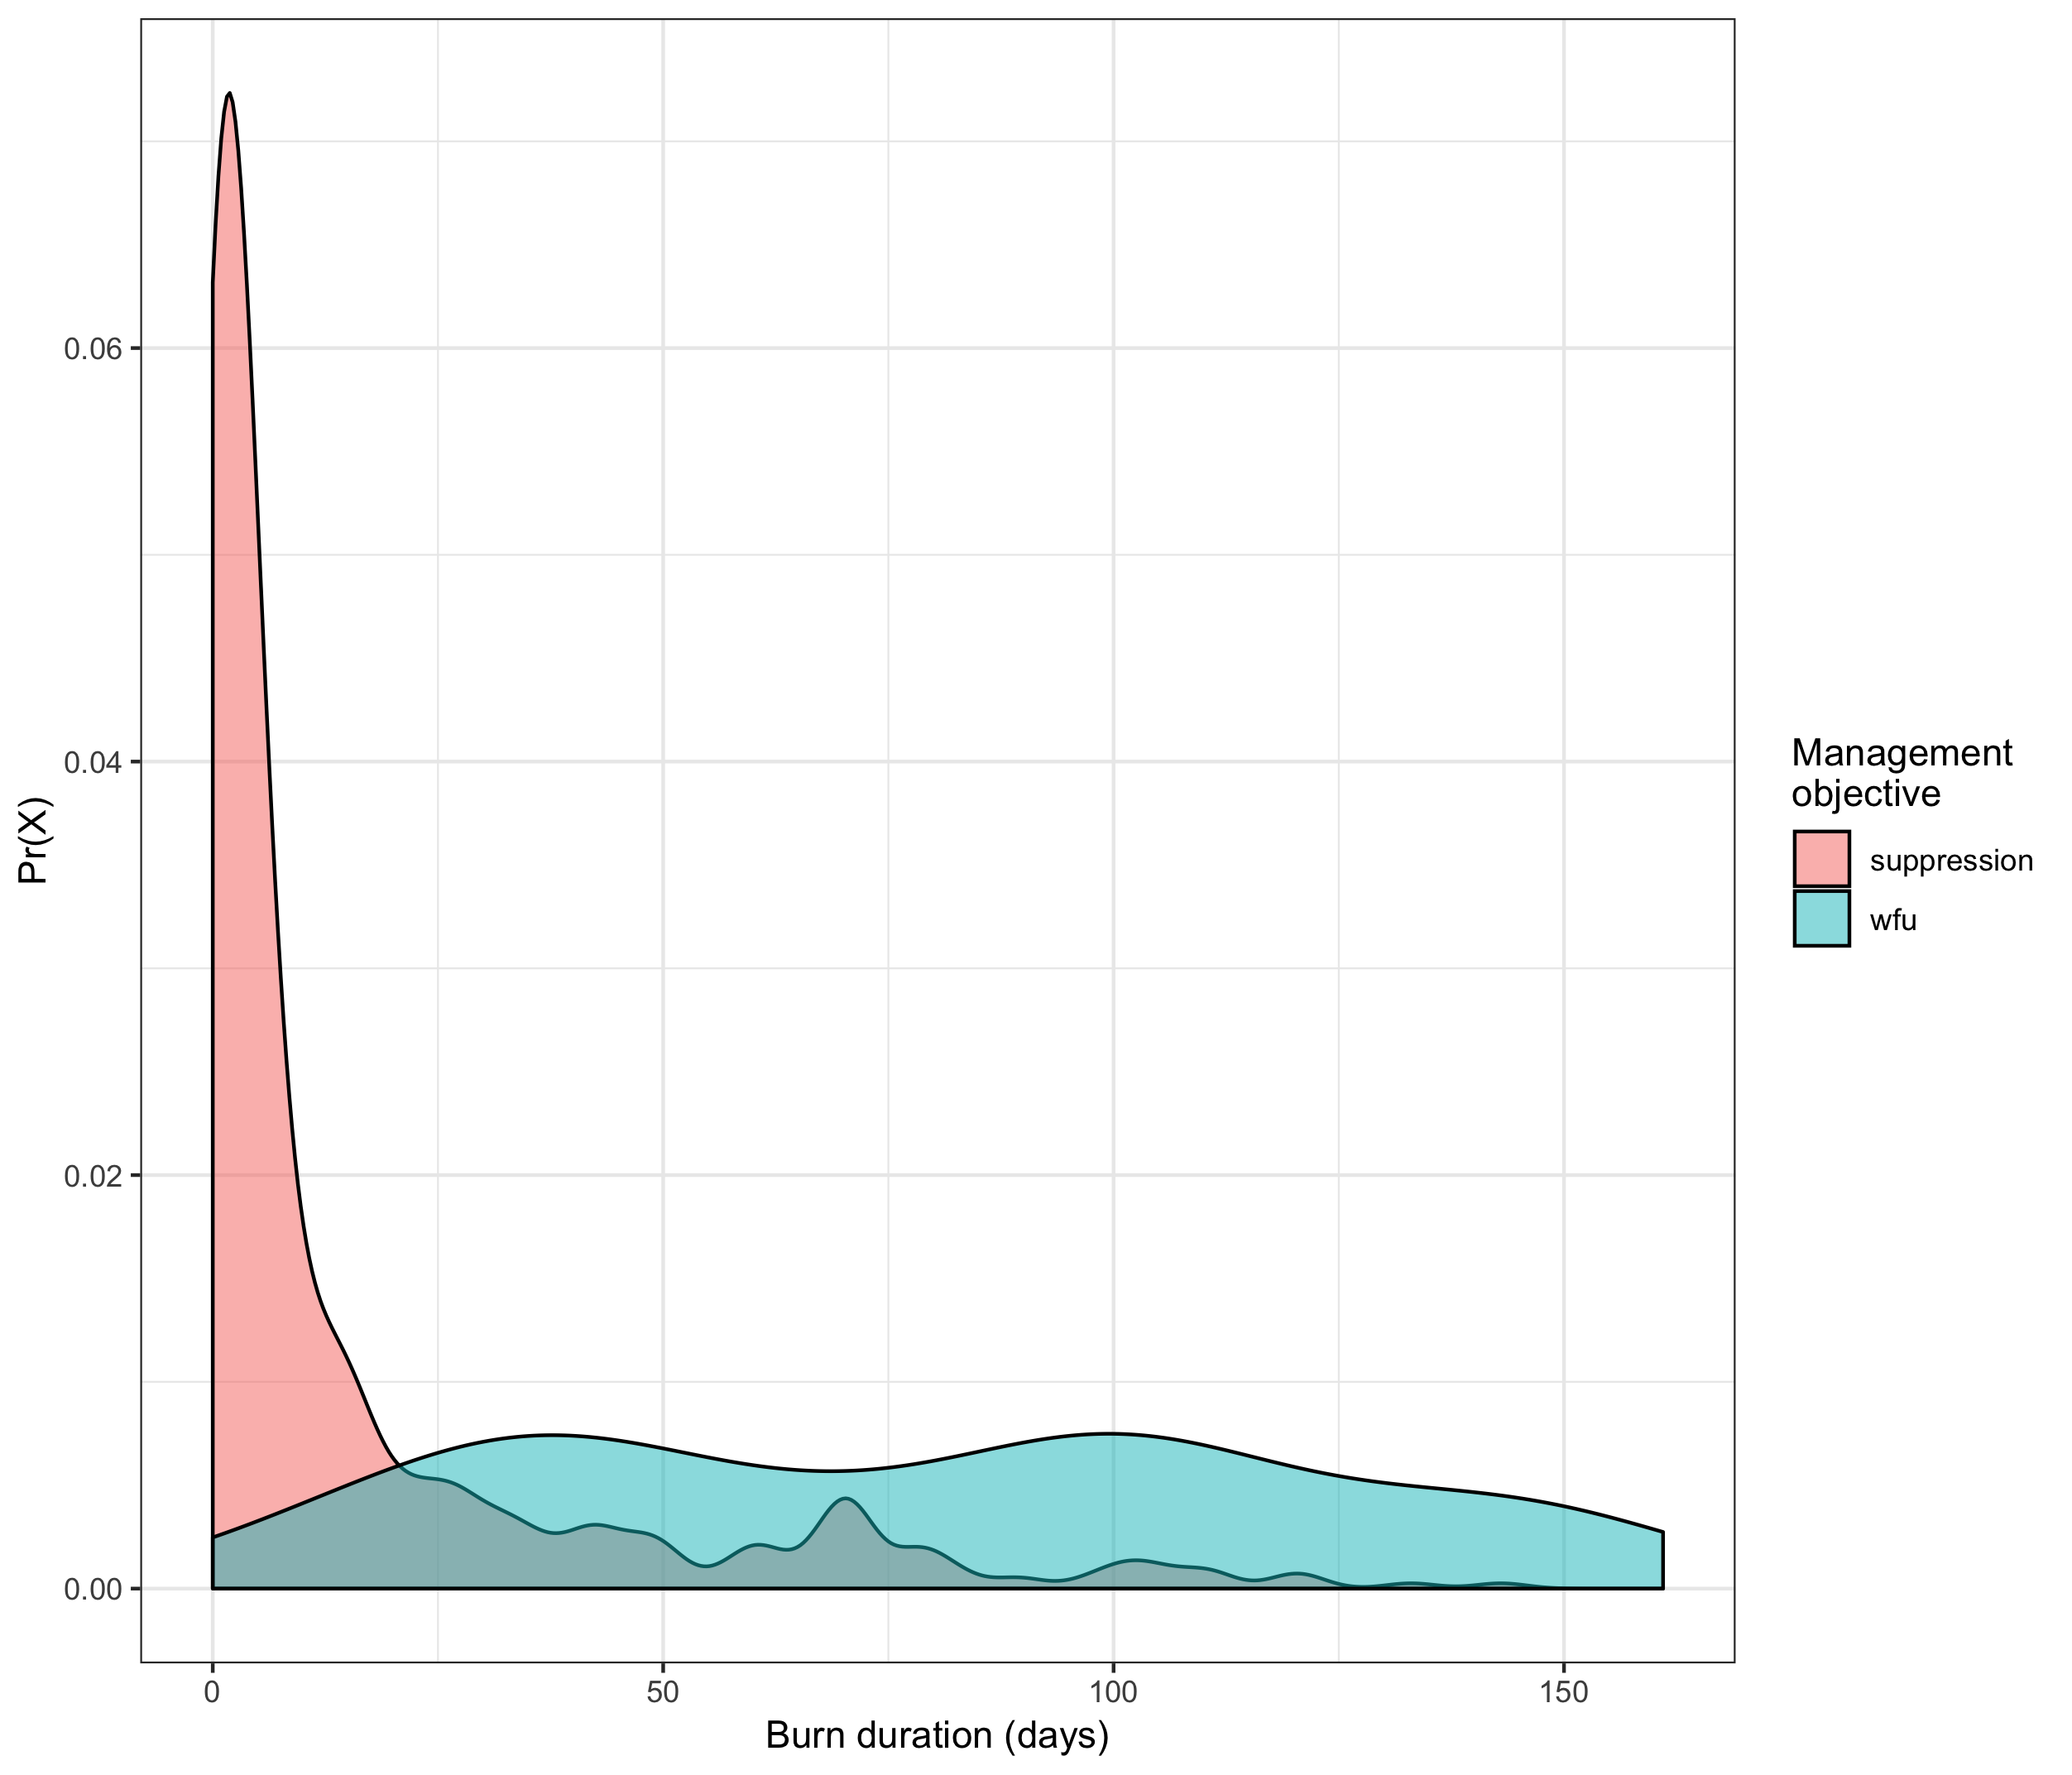 0.06
0.04
0.02
0.00
Pr(X)
0
50
100
150
Burn duration (days)
Management
objective
suppression
wfu